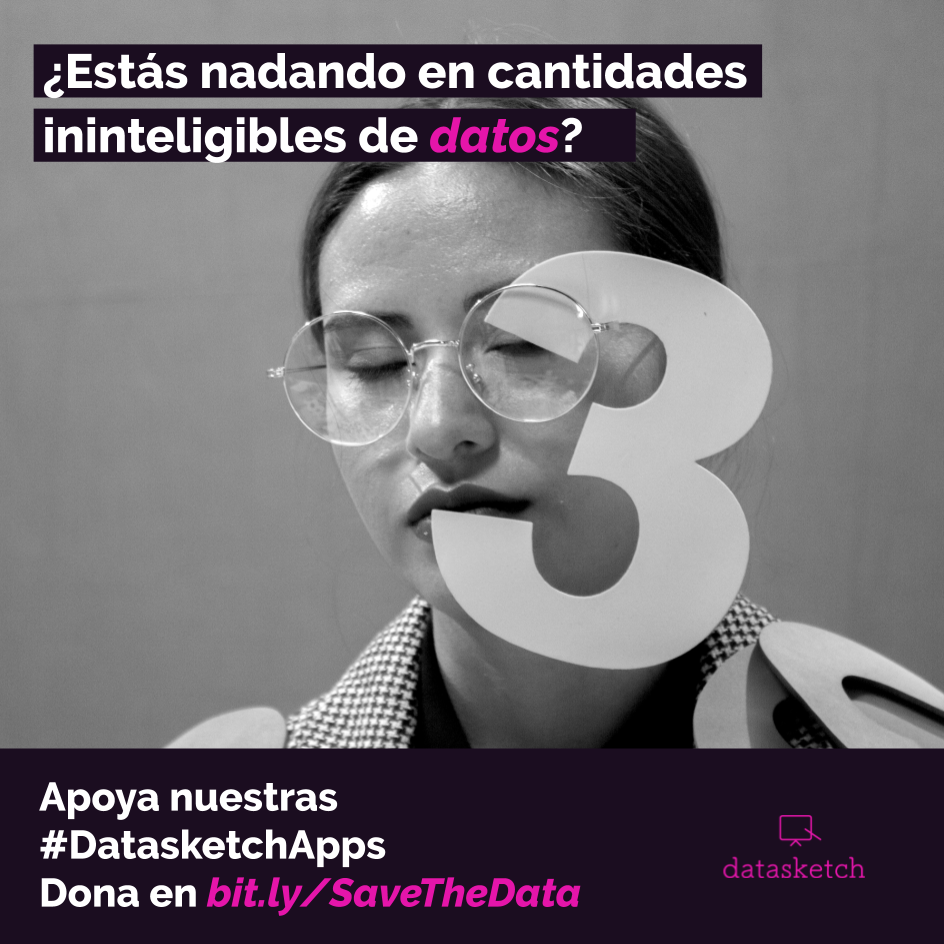 ¿Estás nadando en cantidades
ininteligibles de datos?
3
Apoya nuestras
#DatasketchApps
Dona en bit.ly/SaveTheData
datasketch